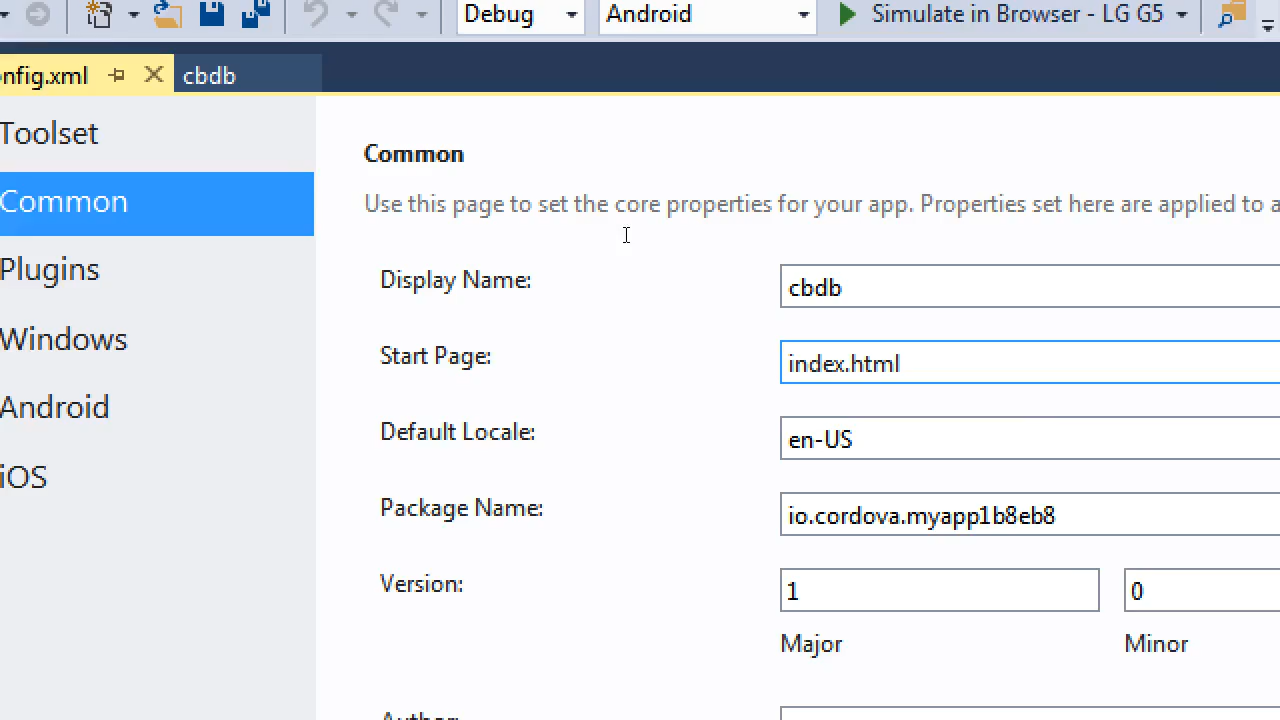 Debug Android Simulate in Browser - LG G5
nfig.xml cbdb
Toolset
Common
Plugins
Windows
Android
iOS
Common
Use this page to set the core properties for your app. Properties set here are applied to a
Display Name: cbdb
Start Page: index.html
Default Locale: en-US
Package Name: io.cordova.myapp1b8eb8
Version: 1 0
Major Minor
Author: